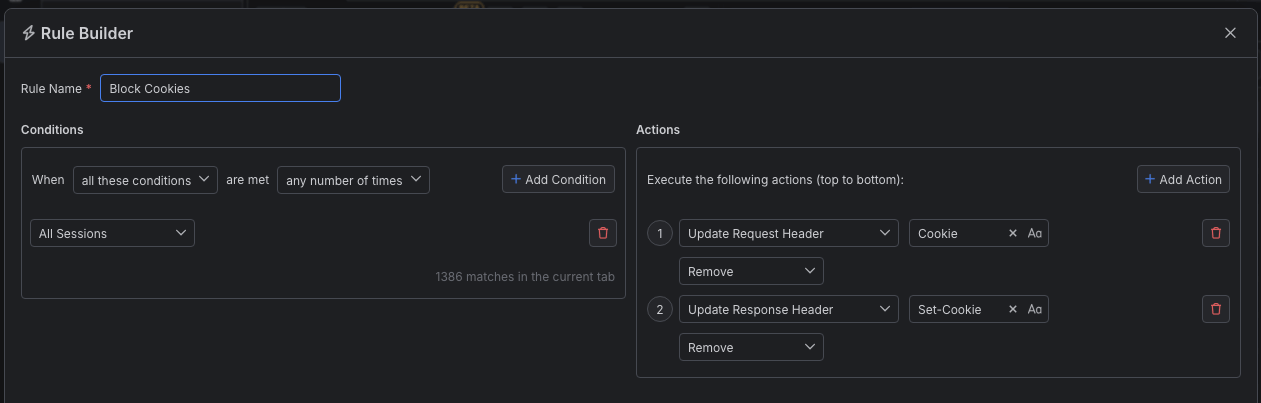 Rule Builder
Rule Name * Block Cookies
Conditions
When all these conditions are met any number of times + Add Condition
All Sessions
1386 matches in the current tab
Actions
Execute the following actions (top to bottom): + Add Action
1 Update Request Header Cookie × Aa
Remove
2 Update Response Header Set-Cookie × Aa
Remove